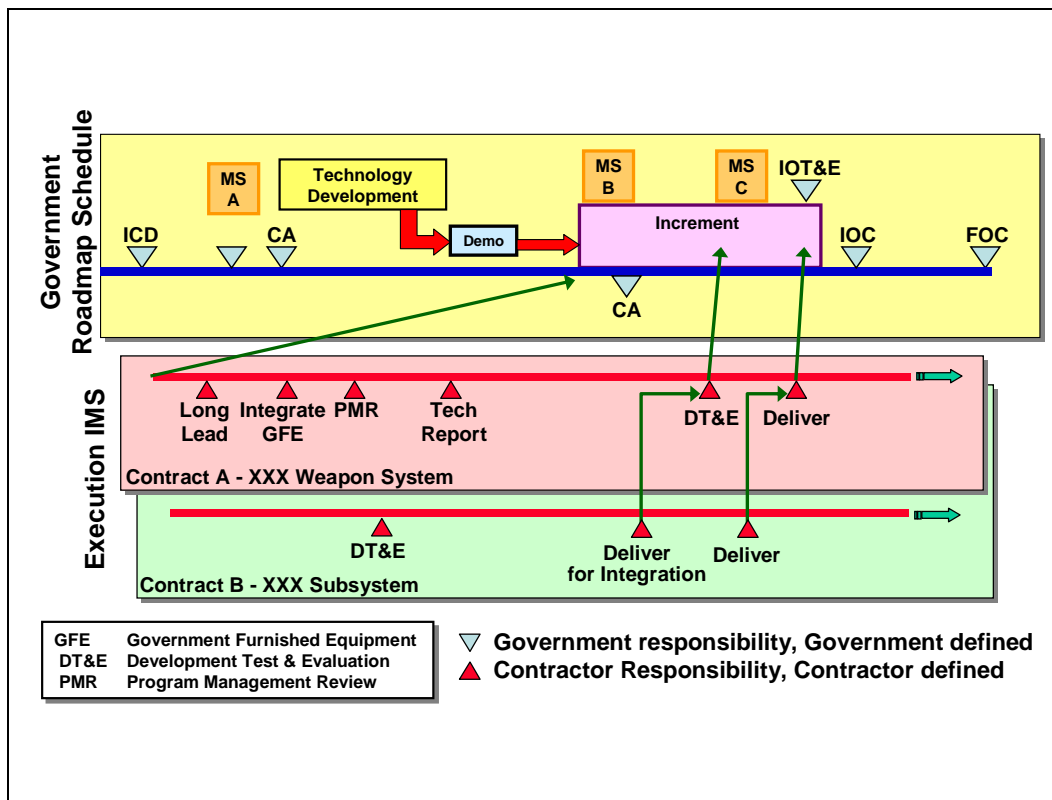 Government
Roadmap Schedule
MS
A
Technology
Development
MS
B
MS
C
IOT&E
Increment
ICD
CA
Demo
IOC
FOC
CA
Execution IMS
Long
Lead
Integrate
GFE
PMR
Tech
Report
DT&E
Deliver
Contract A - XXX Weapon System
DT&E
Deliver
for Integration
Deliver
Contract B - XXX Subsystem
GFE Government Furnished Equipment
DT&E Development Test & Evaluation
PMR Program Management Review
Government responsibility, Government defined
Contractor Responsibility, Contractor defined